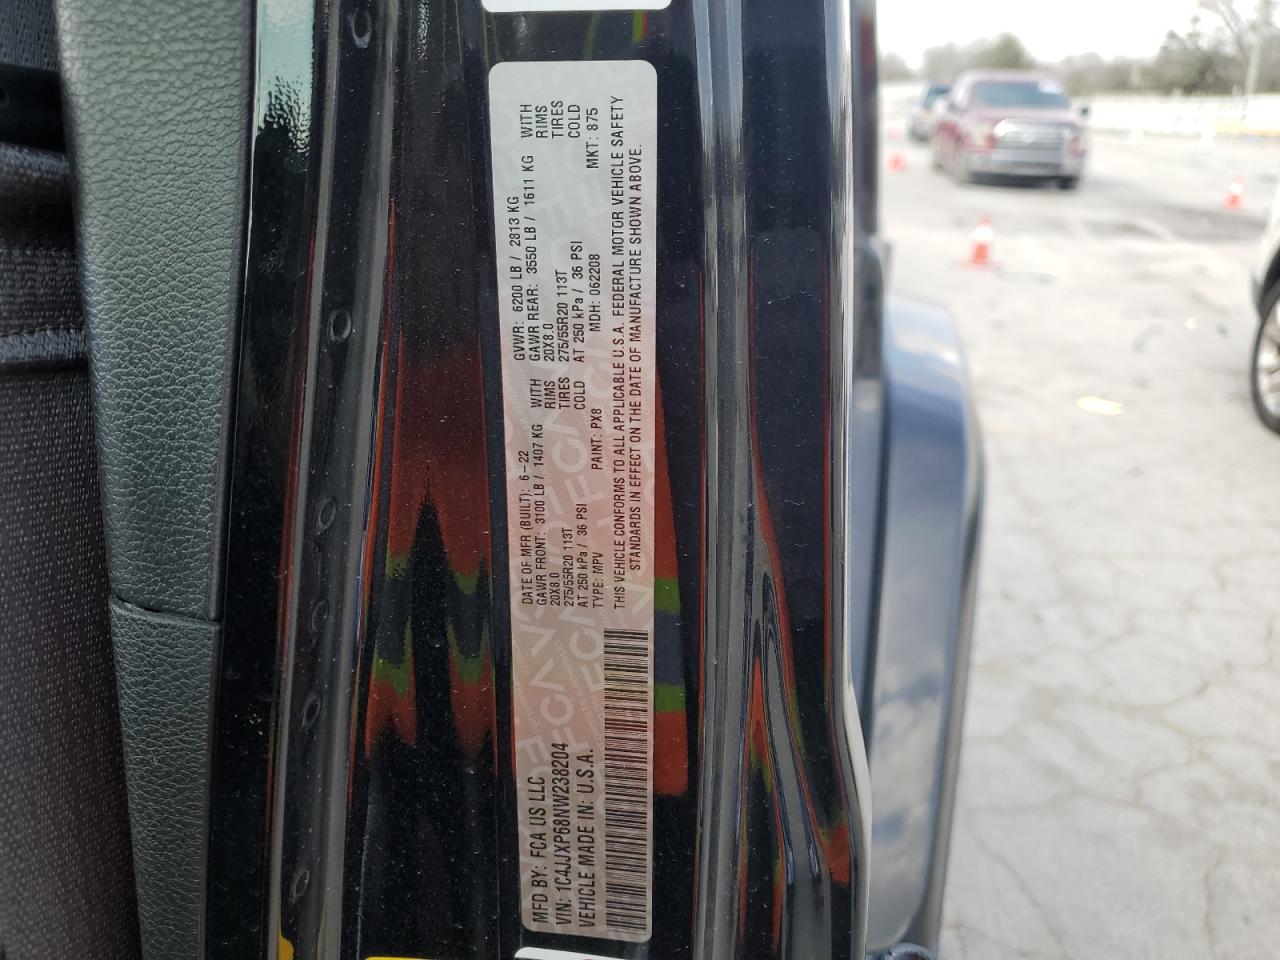 MFD BY: FCA US LLC
VIN: 1C4JJXP68NW238204
VEHICLE MADE IN: U.S.A.
DATE OF MFR (BUILT): 6-22 GVWR: 6200 LB / 2813 KG
GAWR FRONT: 3100 LB / 1407 KG WITH GAWR REAR: 3550 LB / 1611 KG WITH
20X8.0 RIMS 20X8.0 RIMS
275/55R20 113T TIRES 275/55R20 113T TIRES
AT 250 kPa / 36 PSI COLD AT 250 kPa / 36 PSI COLD
TYPE: MPV PAINT: PX8 MDH: 062208 MKT: 875
THIS VEHICLE CONFORMS TO ALL APPLICABLE U.S.A. FEDERAL MOTOR VEHICLE SAFETY
STANDARDS IN EFFECT ON THE DATE OF MANUFACTURE SHOWN ABOVE.